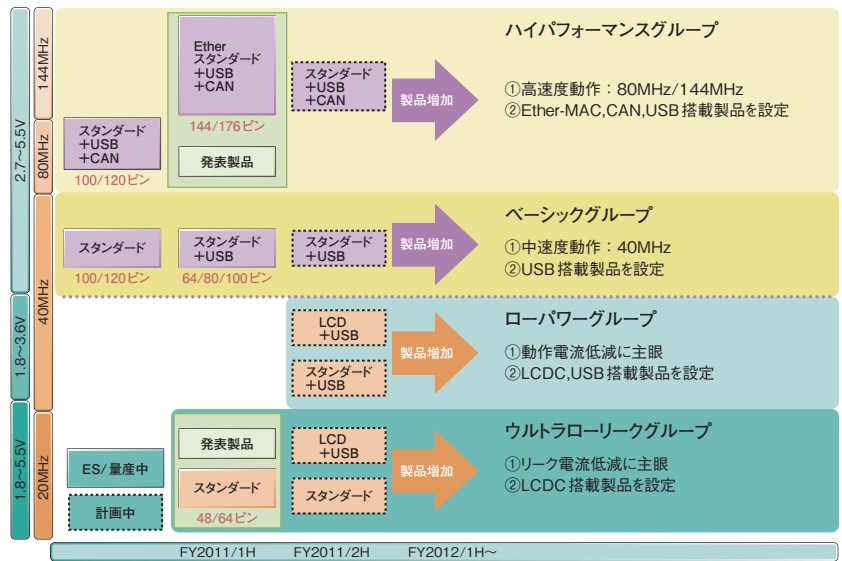 2.7～5.5V
144MHz
80MHz
スタンダード
+USB
+CAN
100/120ピン
Ether
スタンダード
+USB
+CAN
144/176ピン
発表製品
スタンダード
+USB
+CAN
製品増加
ハイパフォーマンスグループ
①高速度動作：80MHz/144MHz
②Ether-MAC,CAN,USB搭載製品を設定
40MHz
スタンダード
100/120ピン
スタンダード
+USB
64/80/100ピン
スタンダード
+USB
製品増加
ベーシックグループ
①中速度動作：40MHz
②USB搭載製品を設定
1.8～3.6V
LCD
+USB
スタンダード
+USB
製品増加
ローパワーグループ
①動作電流低減に主眼
②LCDC,USB搭載製品を設定
1.8～5.5V
20MHz
ES/量産中
計画中
発表製品
スタンダード
48/64ピン
LCD
+USB
スタンダード
製品増加
ウルトラローリークグループ
①リーク電流低減に主眼
②LCDC搭載製品を設定
FY2011/1H
FY2011/2H
FY2012/1H～